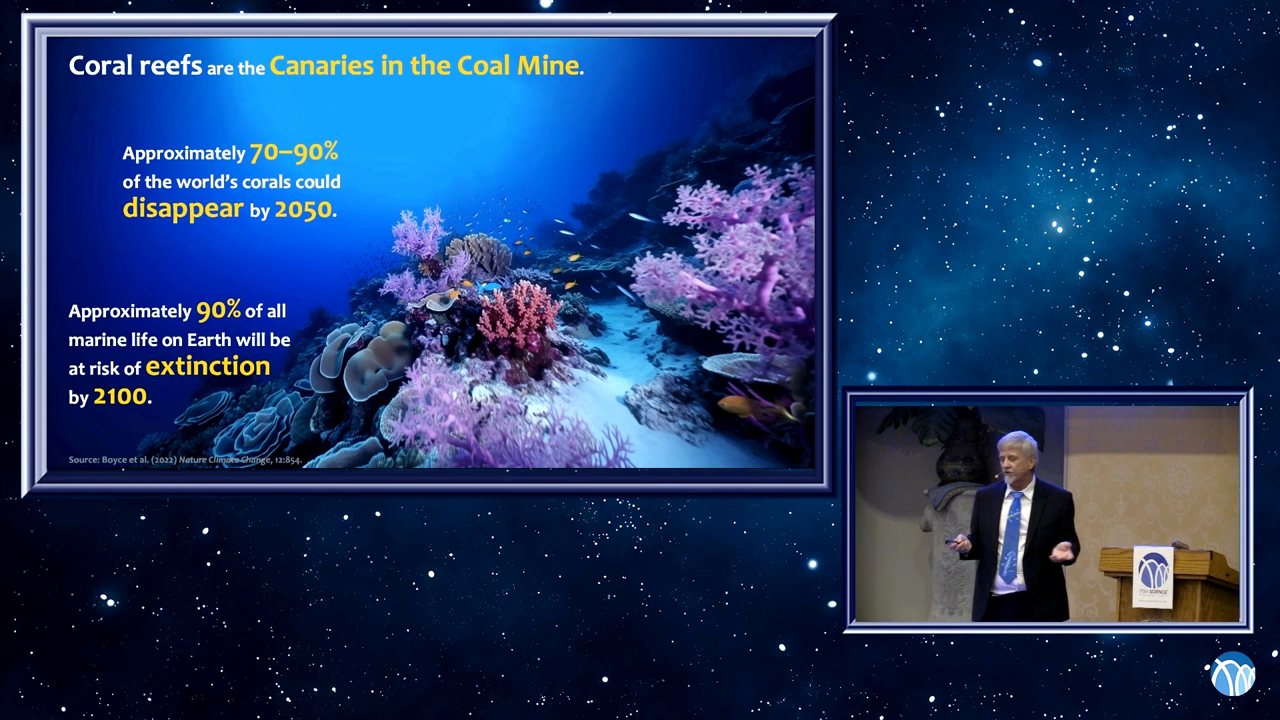 Coral reefs are the Canaries in the Coal Mine.
Approximately 70–90%
of the world's corals could
disappear by 2050.
Approximately 90% of all
marine life on Earth will be
at risk of extinction
by 2100.
Source: Boyce et al. (2022) Nature Climate Change, 12:854.